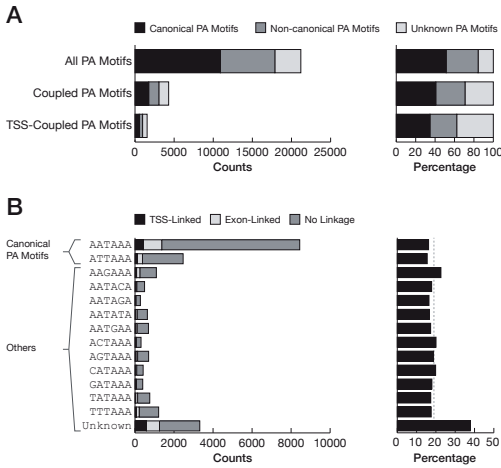 A
Canonical PA Motifs
Non-canonical PA Motifs
Unknown PA Motifs
All PA Motifs
Coupled PA Motifs
TSS-Coupled PA Motifs
0 5000 10000 15000 20000 25000
Counts
0 20 40 60 80 100
Percentage
B
TSS-Linked
Exon-Linked
No Linkage
Canonical
PA Motifs
Others
AATAAA
ATTAAA
AAGAAA
AATACA
AATAGA
AATATA
AATGAA
ACTAAA
AGTAAA
CATAAA
GATAAA
TATAAA
TTTAAA
Unknown
0 2000 4000 6000 8000 10000
Counts
0 10 20 30 40 50
Percentage